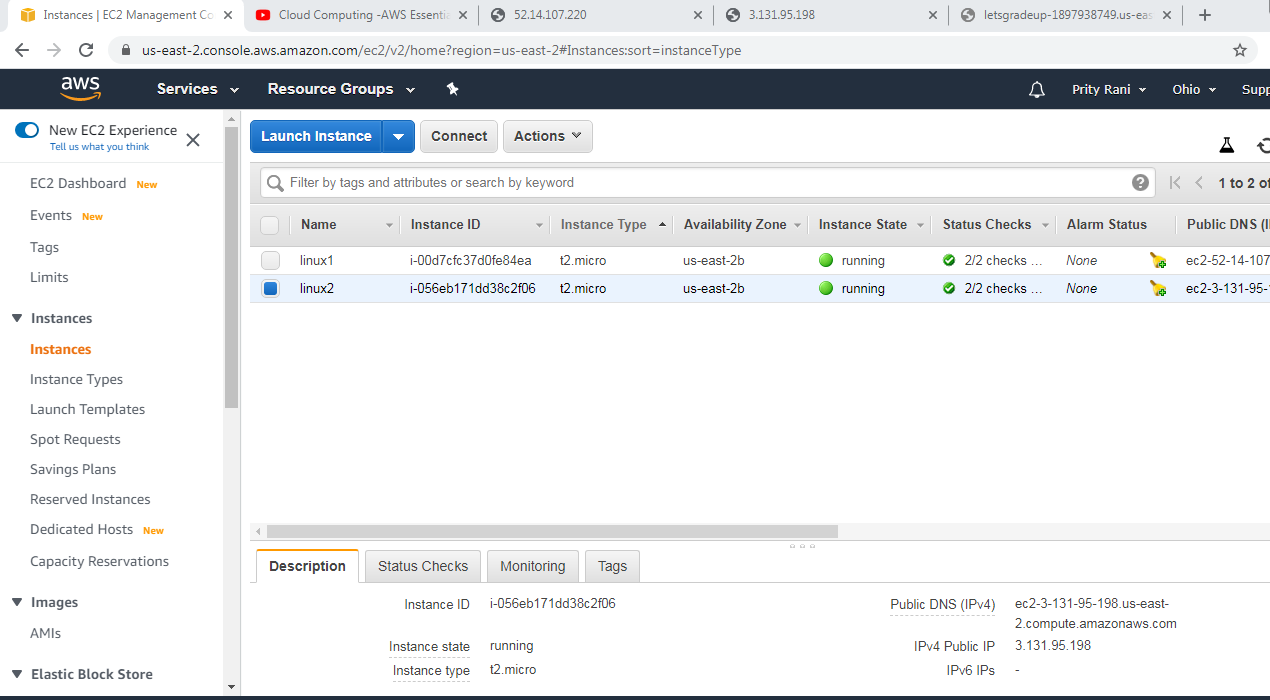 Instances | EC2 Management Co
Cloud Computing -AWS Essentia
52.14.107.220
3.131.95.198
letsgradeup-1897938749.us-eas
us-east-2.console.aws.amazon.com/ec2/v2/home?region=us-east-2#Instances:sort=instanceType
aws Services Resource Groups Prity Rani Ohio Supp
New EC2 Experience
Tell us what you think
EC2 Dashboard New
Events New
Tags
Limits
Instances
Instances
Instance Types
Launch Templates
Spot Requests
Savings Plans
Reserved Instances
Dedicated Hosts New
Capacity Reservations
Images
AMIs
Elastic Block Store
Launch Instance Connect Actions
Filter by tags and attributes or search by keyword 1 to 2 of
Name Instance ID Instance Type Availability Zone Instance State Status Checks Alarm Status Public DNS (I
linux1 i-00d7cfc37d0fe84ea t2.micro us-east-2b running 2/2 checks ... None ec2-52-14-107
linux2 i-056eb171dd38c2f06 t2.micro us-east-2b running 2/2 checks ... None ec2-3-131-95-
Description Status Checks Monitoring Tags
Instance ID i-056eb171dd38c2f06
Instance state running
Instance type t2.micro
Public DNS (IPv4) ec2-3-131-95-198.us-east-
2.compute.amazonaws.com
IPv4 Public IP 3.131.95.198
IPv6 IPs -